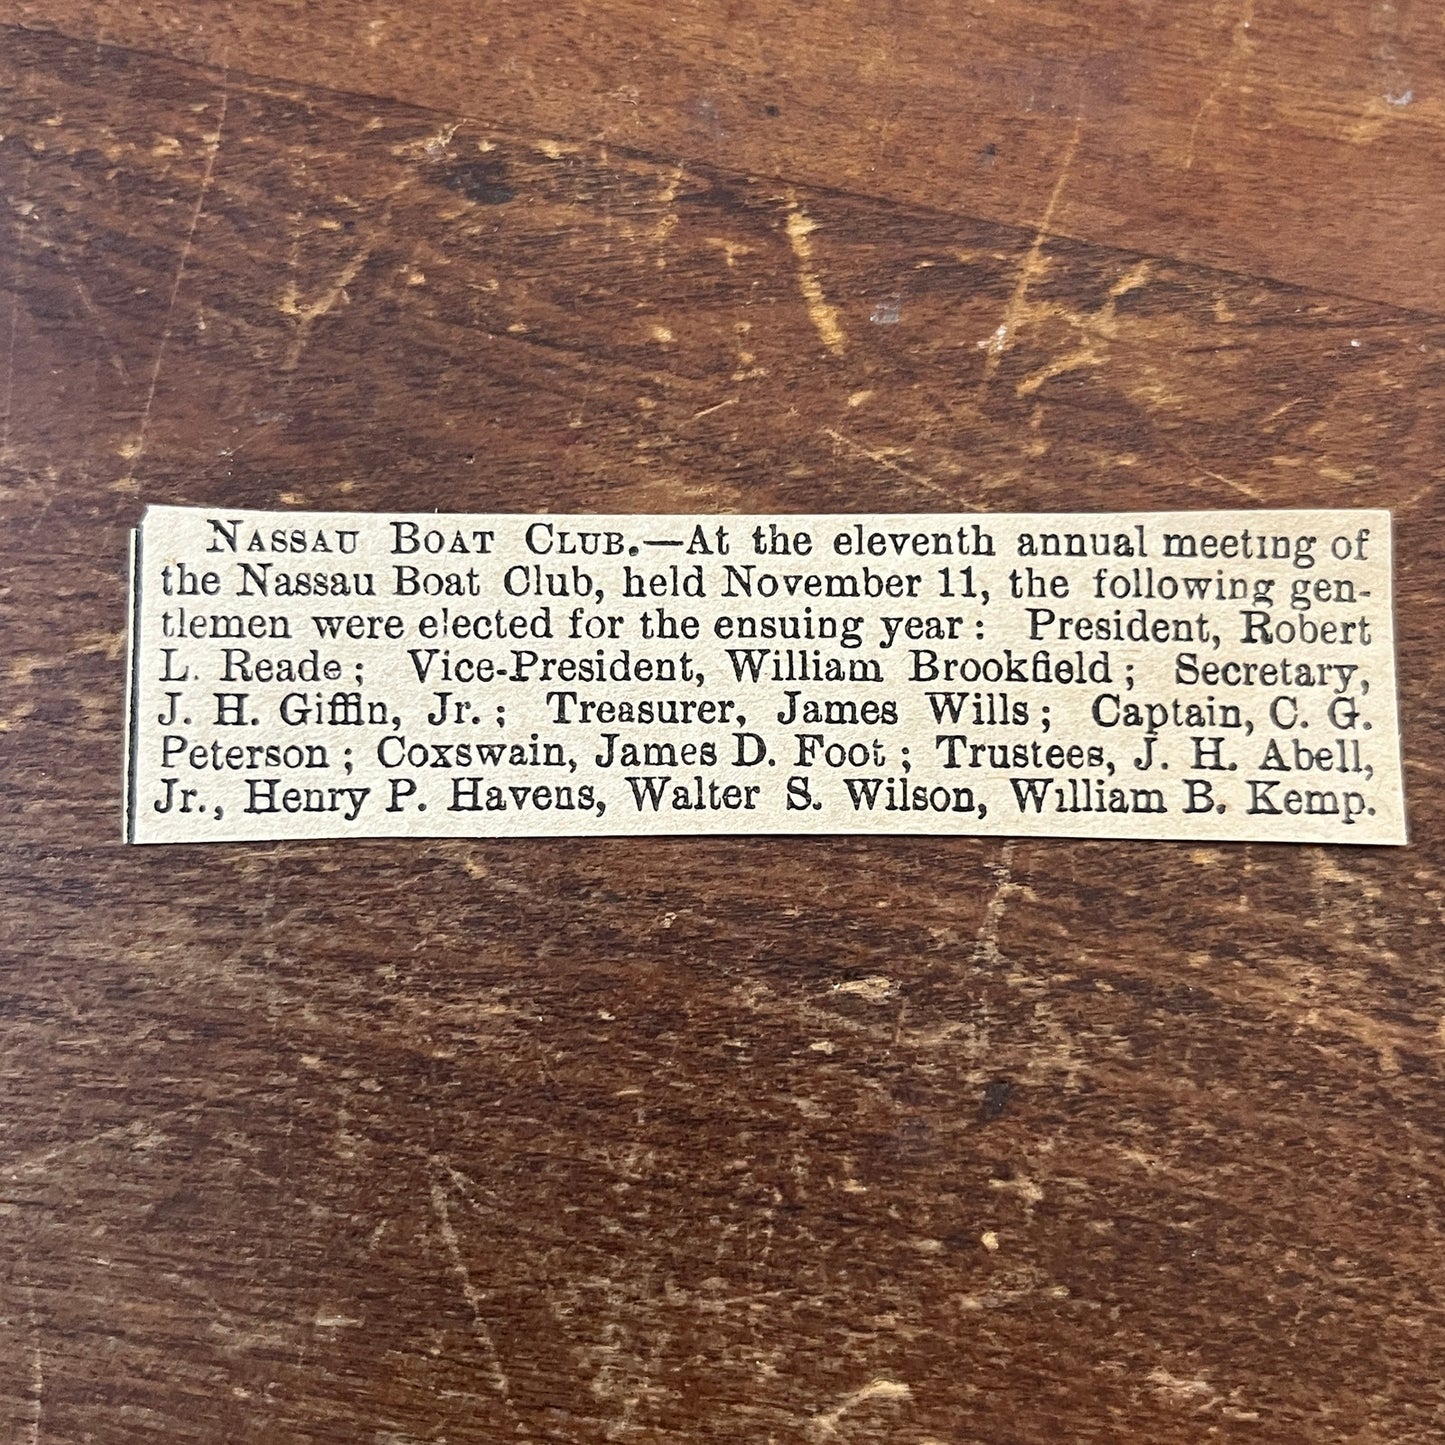 NASSAU BOAT CLUB.—At the eleventh annual meeting of
the Nassau Boat Club, held November 11, the following gen-
tlemen were elected for the ensuing year: President, Robert
L. Reade; Vice-President, William Brookfield; Secretary,
J. H. Giffin, Jr.; Treasurer, James Wills; Captain, C. G.
Peterson; Coxswain, James D. Foot; Trustees, J. H. Abell,
Jr., Henry P. Havens, Walter S. Wilson, William B. Kemp.